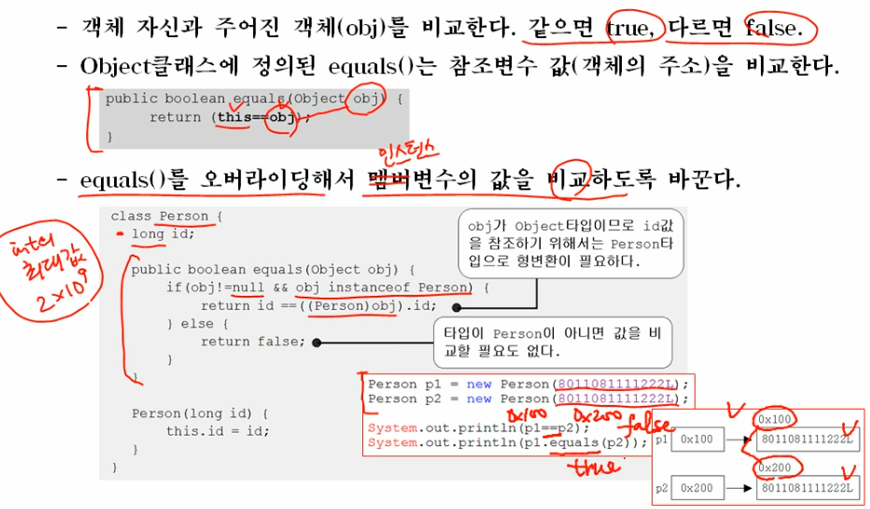 - 객체 자신과 주어진 객체(obj)를 비교한다. 같으면 true, 다르면 false.
- Object클래스에 정의된 equals()는 참조변수 값(객체의 주소)을 비교한다.
public boolean equals(Object obj) {
return (this==obj);
}
인스턴스
- equals()를 오버라이딩해서 멤버변수의 값을 비교하도록 바꾼다.
class Person {
long id;
public boolean equals(Object obj) {
if(obj!=null && obj instanceof Person) {
return id ==((Person)obj).id;
} else {
return false;
}
}
Person(long id) {
this.id = id;
}
}
obj가 Object타입이므로 id값
을 참조하기 위해서는 Person타
입으로 형변환이 필요하다.
타입이 Person이 아니면 값을 비
교할 필요도 없다.
int의
최대값
2×10⁹
Person p1 = new Person(8011081111222L);
Person p2 = new Person(8011081111222L);
0x100 0x200
System.out.println(p1==p2); false
System.out.println(p1.equals(p2));
true
0x100
p1 0x100 8011081111222L
0x200
p2 0x200 8011081111222L